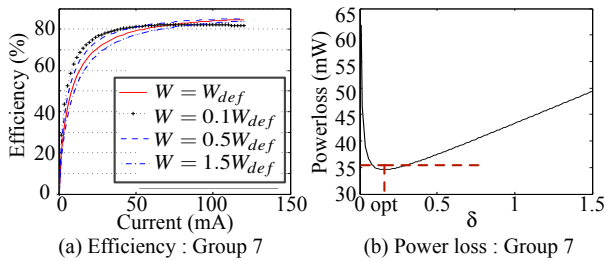 80
60
40
20
0
Efficiency (%)
W = W_def
W = 0.1W_def
W = 0.5W_def
W = 1.5W_def
0 50 100 150
Current (mA)
(a) Efficiency : Group 7
65
60
55
50
45
40
35
30
Powerloss (mW)
0 opt 0.5 1 1.5
δ
(b) Power loss : Group 7